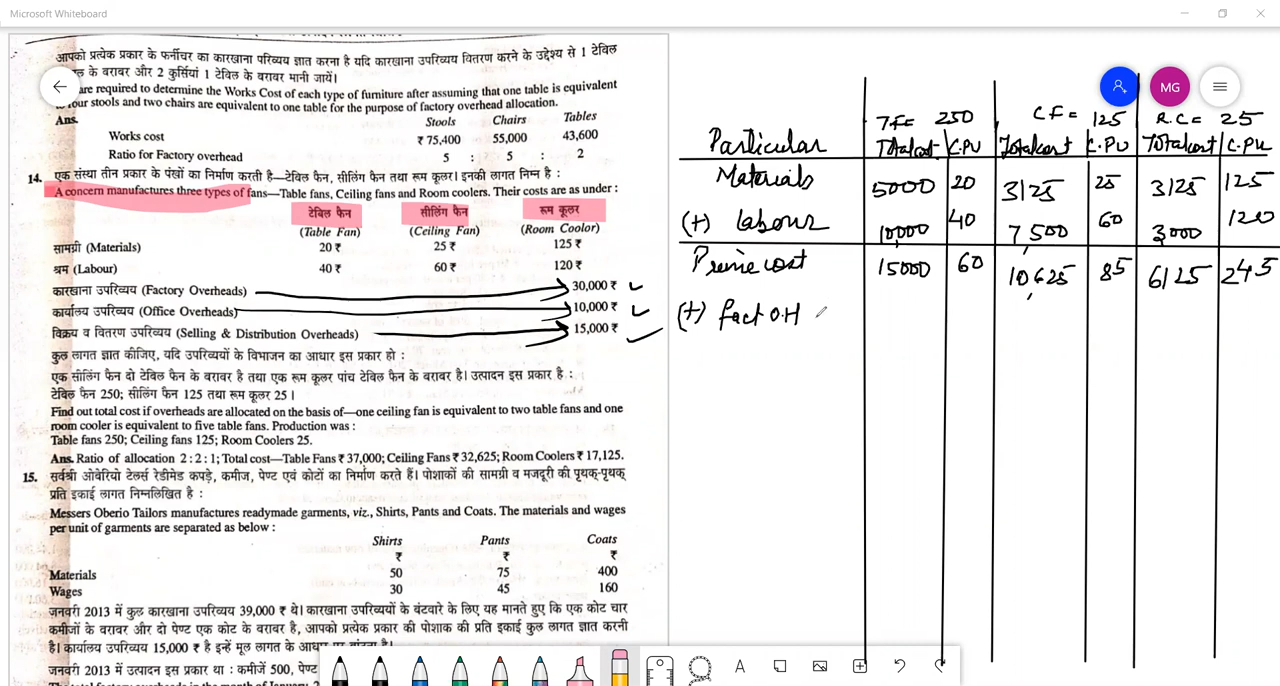 Microsoft Whiteboard
आपको प्रत्येक प्रकार के फर्नीचर का कारखाना परिव्यय ज्ञात करना है यदि कारखाना उपरिव्यय वितरण करने के उद्देश्य से 1 टेबिल
के बराबर और 2 कुर्सियां 1 टेबिल के बराबर मानी जायें।
are required to determine the Works Cost of each type of furniture after assuming that one table is equivalent
four stools and two chairs are equivalent to one table for the purpose of factory overhead allocation.
Ans. Stools Chairs Tables
Works cost ₹ 75,400 55,000 43,600
Ratio for Factory overhead 5 : 5 : 2
14. एक संस्था तीन प्रकार के पंखों का निर्माण करती है—टेबिल फैन, सीलिंग फैन तथा रूम कूलर। इनकी लागत निम्न है :
A concern manufactures three types of fans—Table fans, Ceiling fans and Room coolers. Their costs are as under :
टेबिल फैन सीलिंग फैन रूम कूलर
(Table Fan) (Ceiling Fan) (Room Coolor)
सामग्री (Materials) 20 ₹ 25 ₹ 125 ₹
श्रम (Labour) 40 ₹ 60 ₹ 120 ₹
कारखाना उपरिव्यय (Factory Overheads) 30,000 ₹
कार्यालय उपरिव्यय (Office Overheads) 10,000 ₹
विक्रय व वितरण उपरिव्यय (Selling & Distribution Overheads) 15,000 ₹
कुल लागत ज्ञात कीजिए, यदि उपरिव्ययों के विभाजन का आधार इस प्रकार हो :
एक सीलिंग फैन दो टेबिल फैन के बराबर है तथा एक रूम कूलर पांच टेबिल फैन के बराबर है। उत्पादन इस प्रकार है :
टेबिल फैन 250; सीलिंग फैन 125 तथा रूम कूलर 25 ।
Find out total cost if overheads are allocated on the basis of—one ceiling fan is equivalent to two table fans and one
room cooler is equivalent to five table fans. Production was :
Table fans 250; Ceiling fans 125; Room Coolers 25.
Ans. Ratio of allocation 2 : 2 : 1; Total cost—Table Fans ₹ 37,000; Ceiling Fans ₹ 32,625; Room Coolers ₹ 17,125.
15. सर्वश्री ओबेरियो टेलर्स रेडीमेड कपड़े, कमीज, पेण्ट एवं कोटों का निर्माण करते हैं। पोशाकों की सामग्री व मजदूरी की पृथक्-पृथक्
प्रति इकाई लागत निम्नलिखित है :
Messers Oberio Tailors manufactures readymade garments, viz., Shirts, Pants and Coats. The materials and wages
per unit of garments are separated as below :
Shirts Pants Coats
₹ ₹ ₹
Materials 50 75 400
Wages 30 45 160
जनवरी 2013 में कुल कारखाना उपरिव्यय 39,000 ₹ थे। कारखाना उपरिव्ययों के बंटवारे के लिए यह मानते हुए कि एक कोट चार
कमीजों के बराबर और दो पेण्ट एक कोट के बराबर है, आपको प्रत्येक प्रकार की पोशाक की प्रति इकाई कुल लागत ज्ञात करनी
है। कार्यालय उपरिव्यय 15,000 ₹ है इन्हें मूल लागत के
जनवरी 2013 में उत्पादन इस प्रकार था : कमीजें 500, पेण्ट
MG
T.F= 250 C F= 125 R.C= 25
Particular Total cost C.PU Total cost C.PU Total cost C.PU
Materials 5000 20 3125 25 3125 125
(+) labour 10,000 40 7,500 60 3000 120
Prime cost 15000 60 10,625 85 6125 245
(+) fact O.H